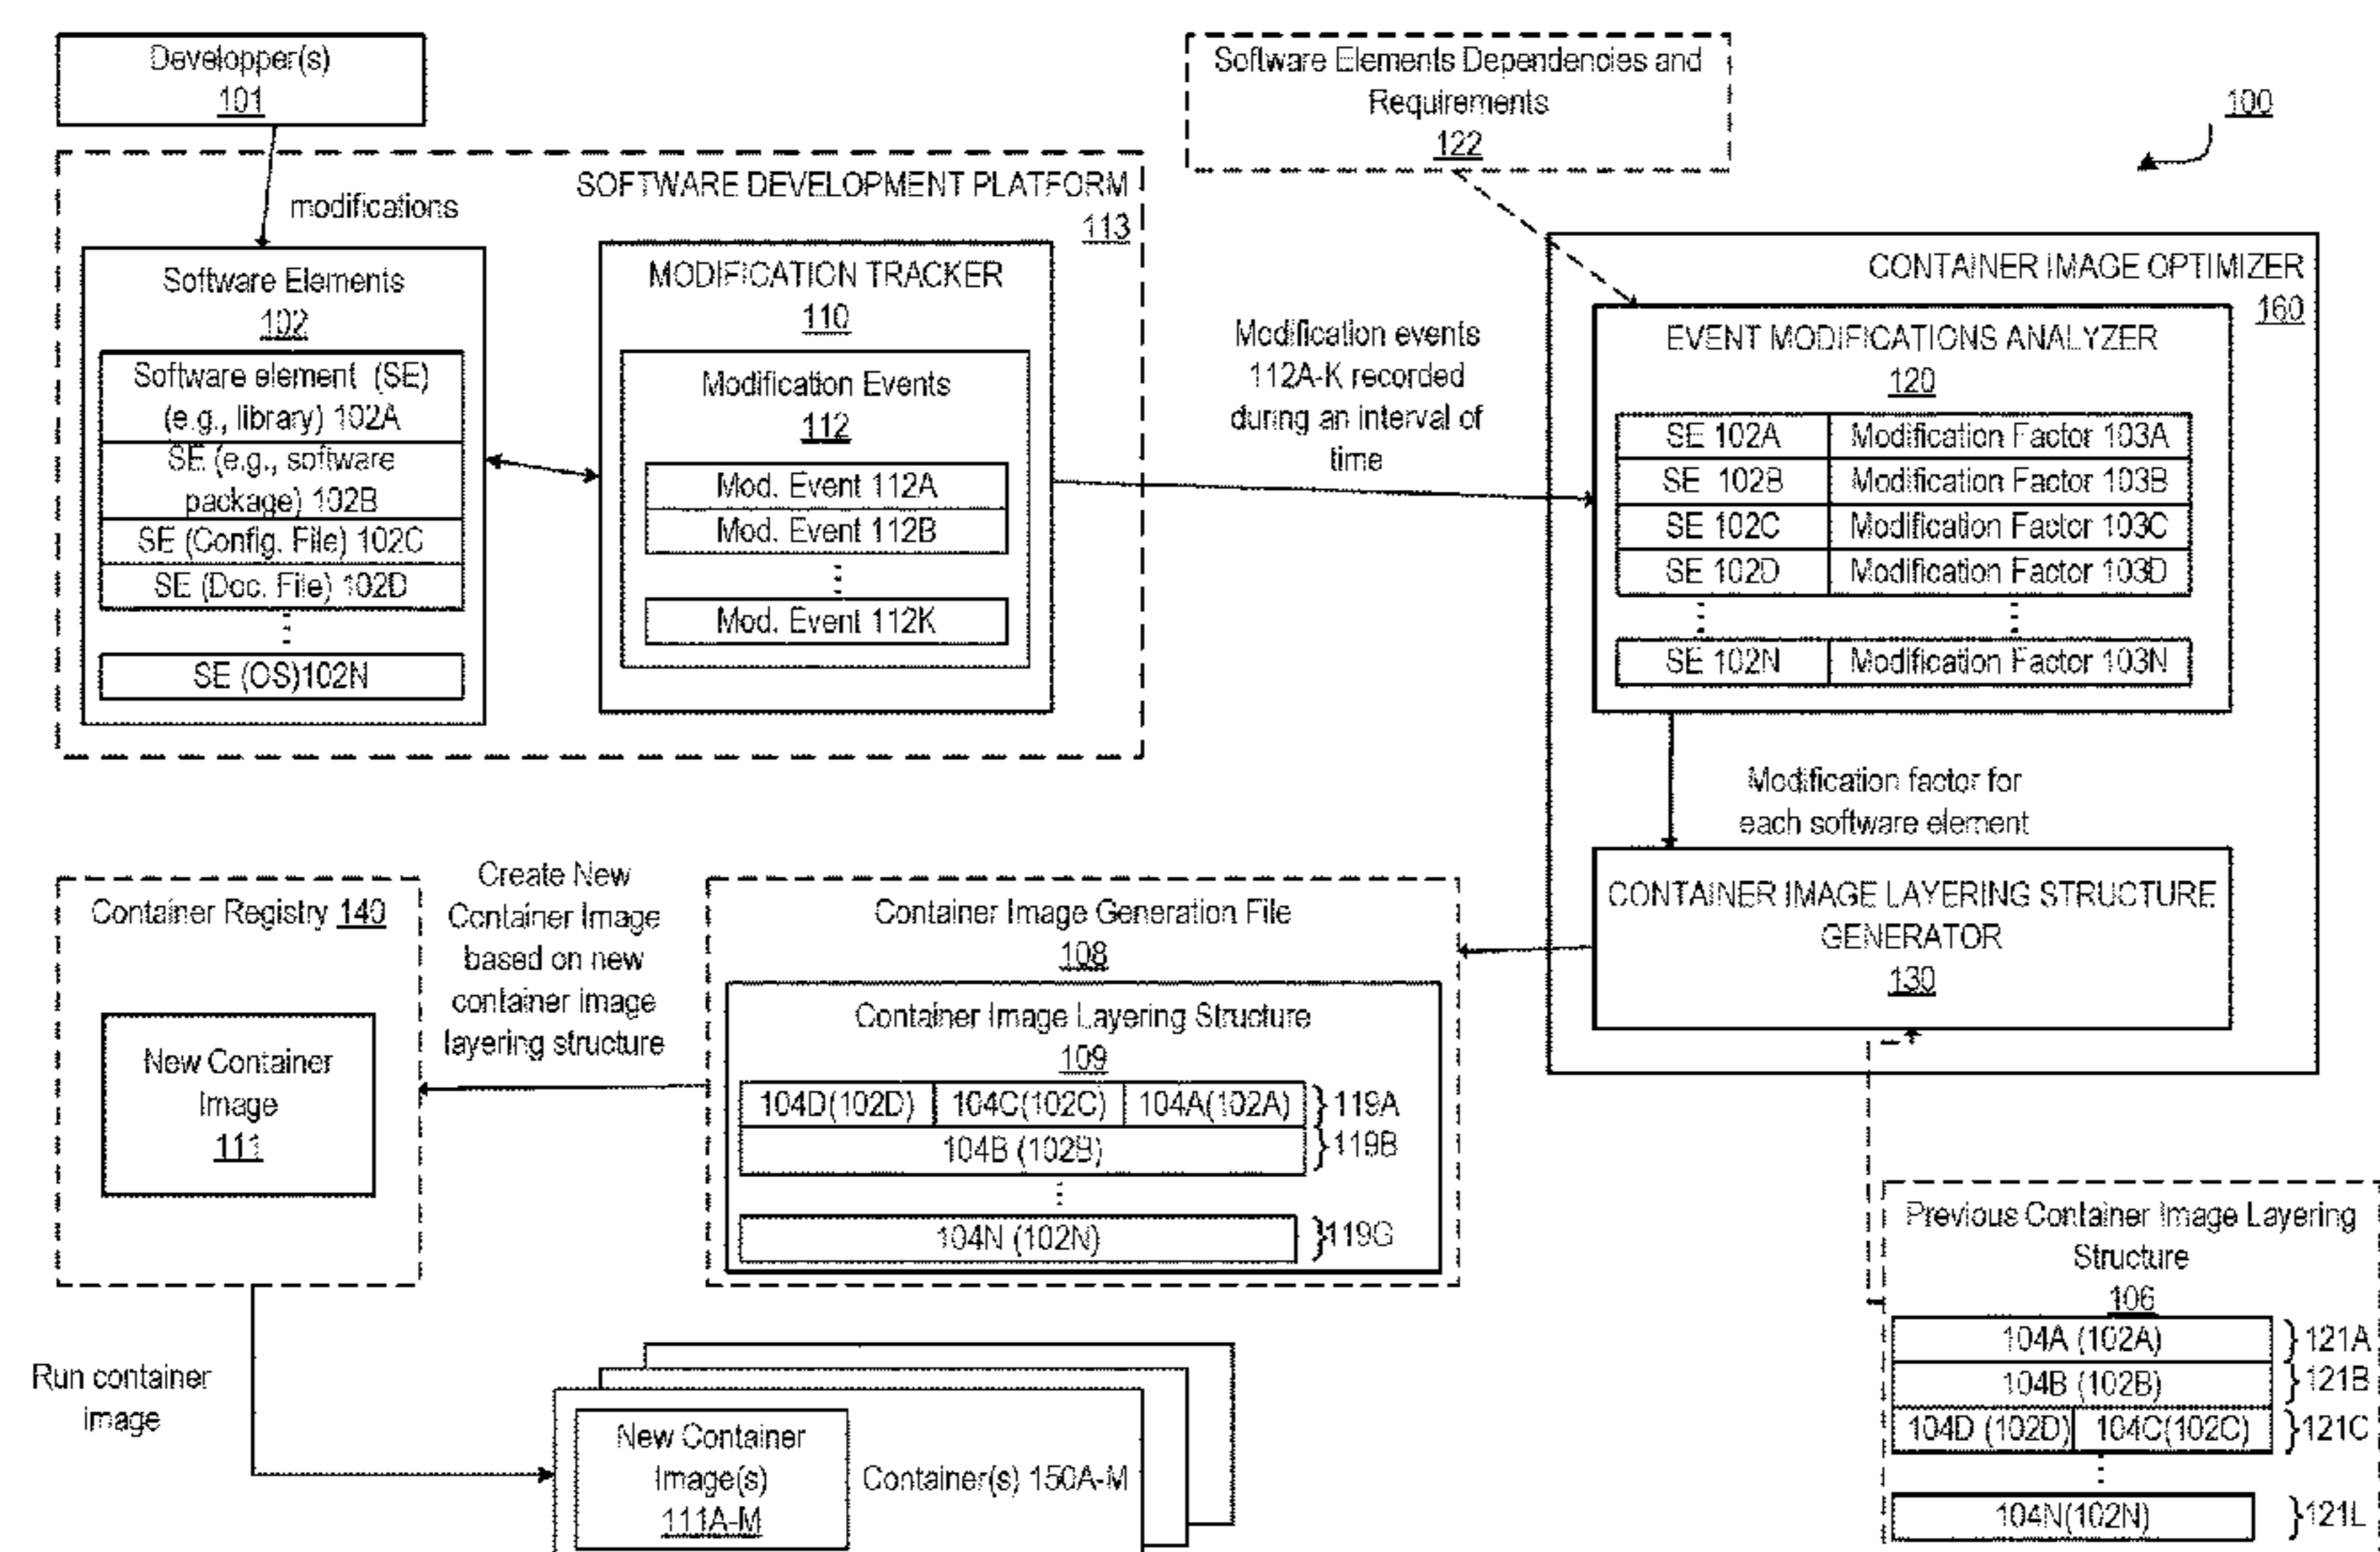 Developper(s)
101
Software Elements Dependencies and
Requirements
122
100
SOFTWARE DEVELOPMENT PLATFORM
113
modifications
Software Elements
102
Software element (SE)
(e.g., library) 102A
SE (e.g., software
package) 102B
SE (Config. File) 102C
SE (Doc. File) 102D
SE (OS)102N
MODIFICATION TRACKER
110
Modification Events
112
Mod. Event 112A
Mod. Event 112B
Mod. Event 112K
Modification events
112A-K recorded
during an interval of
time
CONTAINER IMAGE OPTIMIZER
160
EVENT MODIFICATIONS ANALYZER
120
SE 102A Modification Factor 103A
SE 102B Modification Factor 103B
SE 102C Modification Factor 103C
SE 102D Modification Factor 103D
SE 102N Modification Factor 103N
Modification factor for
each software element
CONTAINER IMAGE LAYERING STRUCTURE
GENERATOR
130
Container Registry 140
New Container
Image
111
Create New
Container Image
based on new
container image
layering structure
Container Image Generation File
108
Container Image Layering Structure
109
104D(102D) 104C(102C) 104A(102A) }119A
104B (102B) }119B
104N (102N) }119G
Previous Container Image Layering
Structure
106
104A (102A) }121A
104B (102B) }121B
104D (102D) 104C(102C) }121C
104N(102N) }121L
Run container
image
New Container
Image(s)
111A-M
Container(s) 150A-M